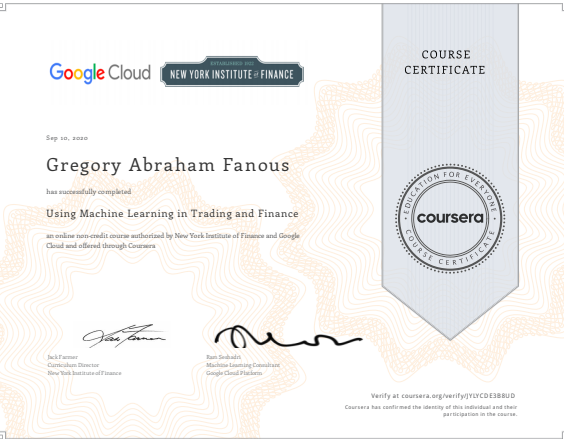 Google Cloud
NEW YORK INSTITUTE OF FINANCE
COURSE
CERTIFICATE
Sep 10, 2020
Gregory Abraham Fanous
has successfully completed
Using Machine Learning in Trading and Finance
an online non-credit course authorized by New York Institute of Finance and Google
Cloud and offered through Coursera
EDUCATION FOR EVERYONE
coursera
COURSE CERTIFICATE
Jack Farmer
Curriculum Director
New York Institute of Finance
Ram Seshadri
Machine Learning Consultant
Google Cloud Platform
Verify at coursera.org/verify/JYLYCDE3B8UD
Coursera has confirmed the identity of this individual and their
participation in the course.